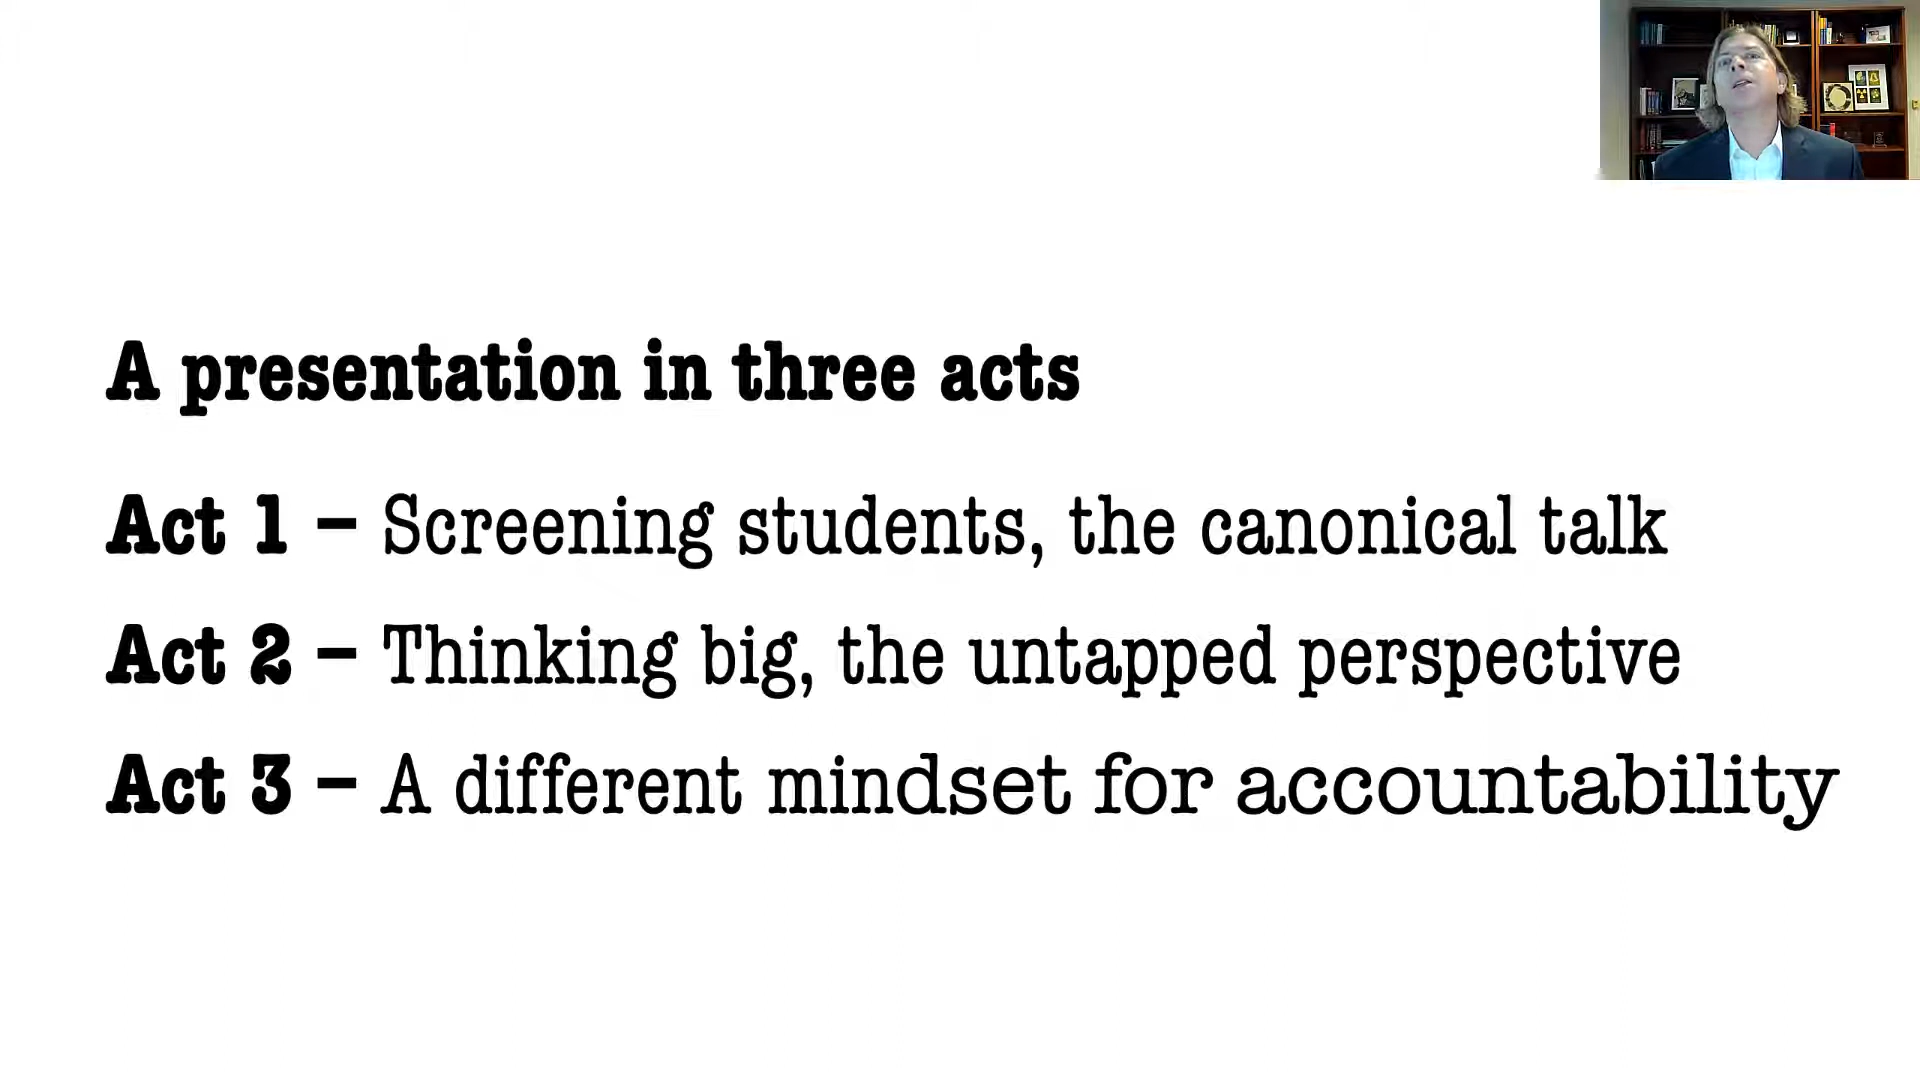 A presentation in three acts
Act 1 – Screening students, the canonical talk
Act 2 – Thinking big, the untapped perspective
Act 3 – A different mindset for accountability